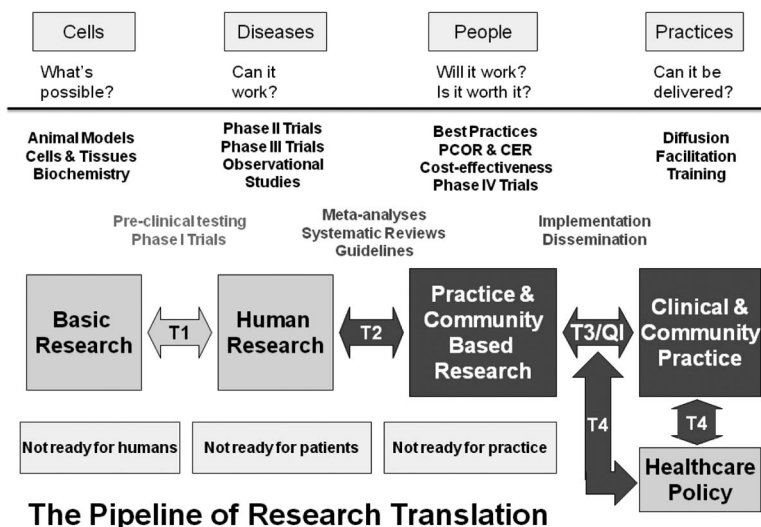 Cells
Diseases
People
Practices
What's
possible?
Can it
work?
Will it work?
Is it worth it?
Can it be
delivered?
Animal Models
Cells & Tissues
Biochemistry
Phase II Trials
Phase III Trials
Observational
Studies
Best Practices
PCOR & CER
Cost-effectiveness
Phase IV Trials
Diffusion
Facilitation
Training
Pre-clinical testing
Phase I Trials
Meta-analyses
Systematic Reviews
Guidelines
Implementation
Dissemination
Basic
Research
T1
Human
Research
T2
Practice &
Community
Based
Research
T3/QI
Clinical &
Community
Practice
T4
T4
Not ready for humans
Not ready for patients
Not ready for practice
Healthcare
Policy
The Pipeline of Research Translation